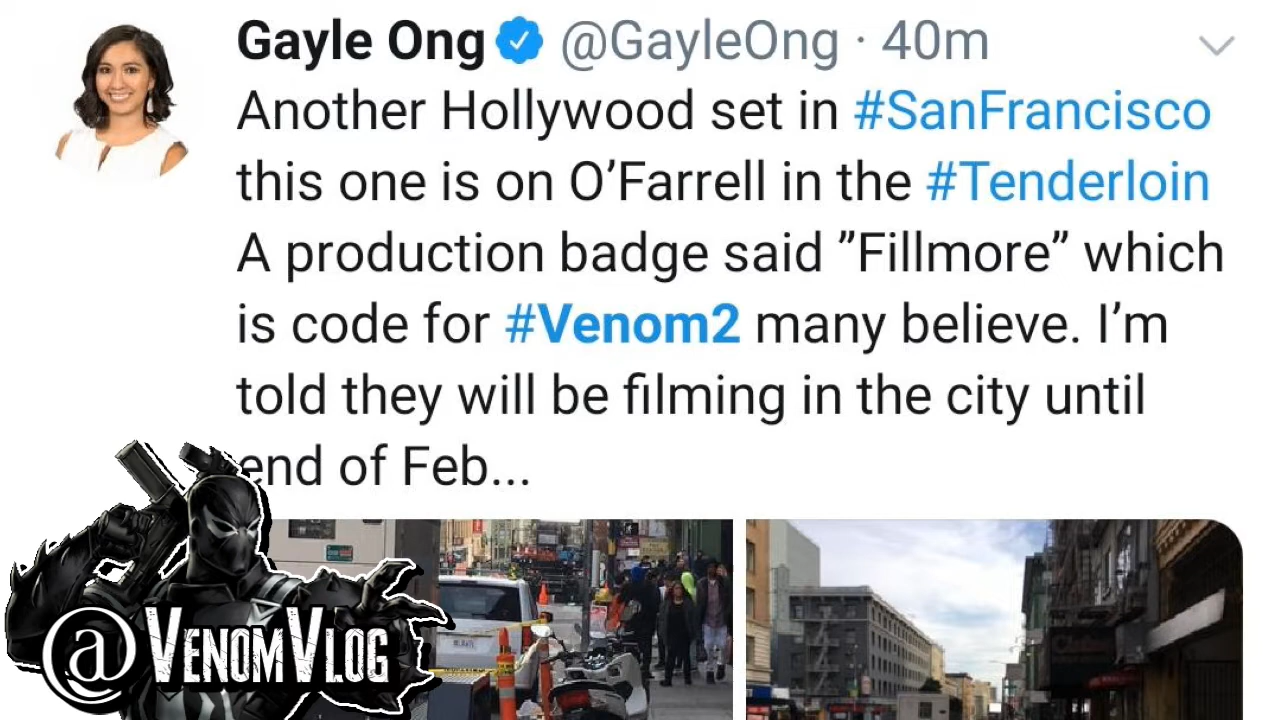 Gayle Ong @GayleOng · 40m
Another Hollywood set in #SanFrancisco
this one is on O’Farrell in the #Tenderloin
A production badge said ”Fillmore” which
is code for #Venom2 many believe. I’m
told they will be filming in the city until
end of Feb...
@VENOMVLOG